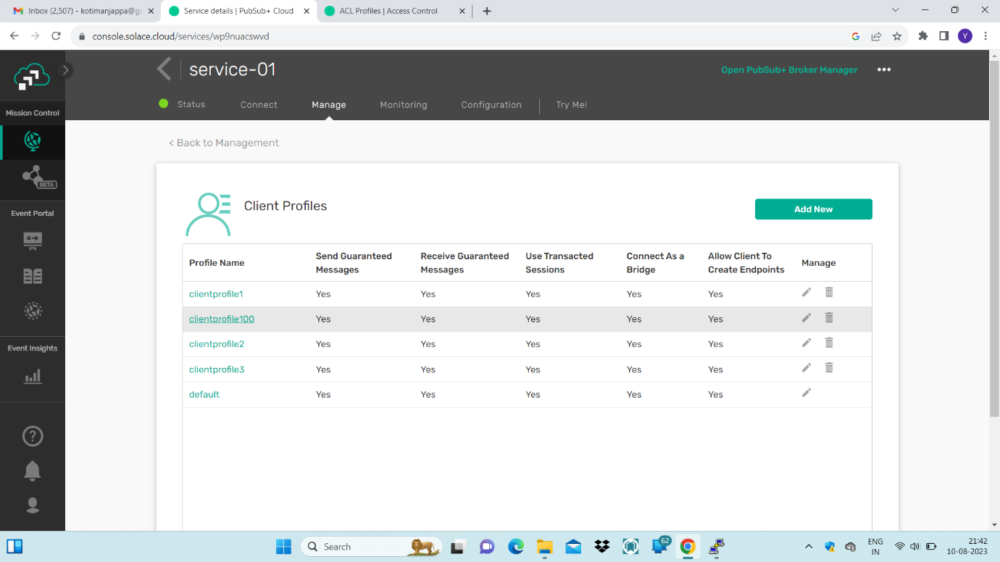 Inbox (2,507) - kotimanjappa@gr
Service details | PubSub+ Cloud
ACL Profiles | Access Control
console.solace.cloud/services/wp9nuacswvd
Y
service-01
Open PubSub+ Broker Manager
Status
Connect
Manage
Monitoring
Configuration
Try Me!
Mission Control
BETA
Event Portal
Event Insights
< Back to Management
Client Profiles
Add New
Profile Name
Send Guaranteed
Messages
Receive Guaranteed
Messages
Use Transacted
Sessions
Connect As a
Bridge
Allow Client To
Create Endpoints
Manage
clientprofile1 Yes Yes Yes Yes Yes
clientprofile100 Yes Yes Yes Yes Yes
clientprofile2 Yes Yes Yes Yes Yes
clientprofile3 Yes Yes Yes Yes Yes
default Yes Yes Yes Yes Yes
Search
62
ENG
IN
21:42
10-08-2023